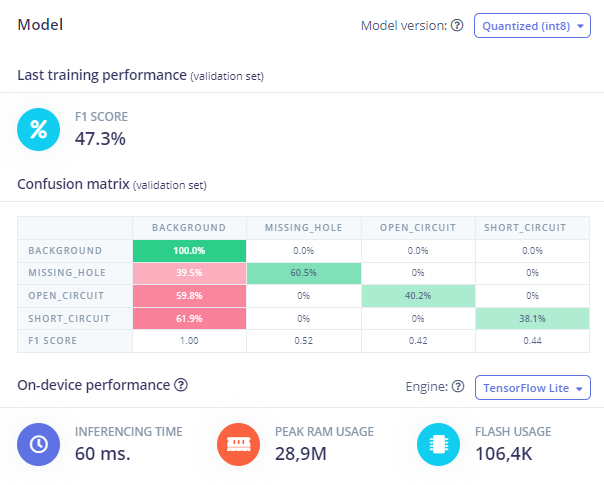 Model
Model version: Quantized (int8)
Last training performance (validation set)
% F1 SCORE
47.3%
Confusion matrix (validation set)
BACKGROUND MISSING_HOLE OPEN_CIRCUIT SHORT_CIRCUIT
BACKGROUND 100.0% 0.0% 0.0% 0.0%
MISSING_HOLE 39.5% 60.5% 0% 0%
OPEN_CIRCUIT 59.8% 0% 40.2% 0%
SHORT_CIRCUIT 61.9% 0% 0% 38.1%
F1 SCORE 1.00 0.52 0.42 0.44
On-device performance Engine: TensorFlow Lite
INFERENCING TIME PEAK RAM USAGE FLASH USAGE
60 ms. 28,9M 106,4K